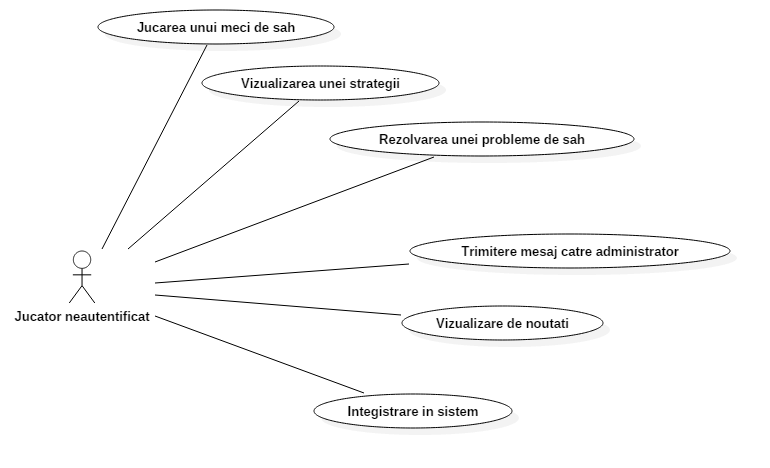 Jucarea unui meci de sah
Vizualizarea unei strategii
Rezolvarea unei probleme de sah
Trimitere mesaj catre administrator
Jucator neautentificat
Vizualizare de noutati
Integistrare in sistem